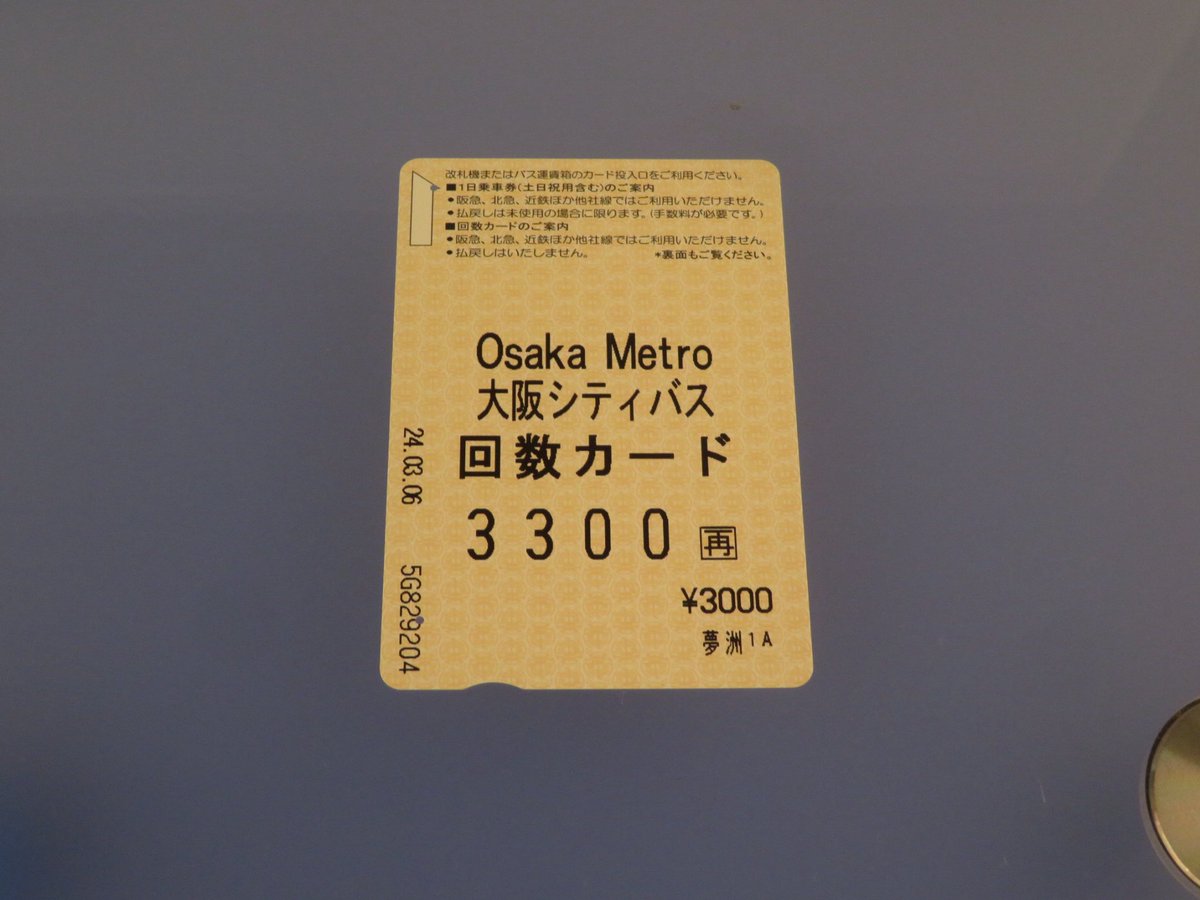 改札機またはバス運賃箱のカード投入口をご利用ください。
■1日乗車券(土日祝用含む)のご案内
●阪急、北急、近鉄ほか他社線ではご利用いただけません。
●払戻しは未使用の場合に限ります。(手数料が必要です。)
■回数カードのご案内
●阪急、北急、近鉄ほか他社線ではご利用いただけません。
●払戻しはいたしません。 *裏面もご覧ください。
Osaka Metro
大阪シティバス
回数カード
3300 再
¥3000
夢洲1A
24.03.06 5G829204